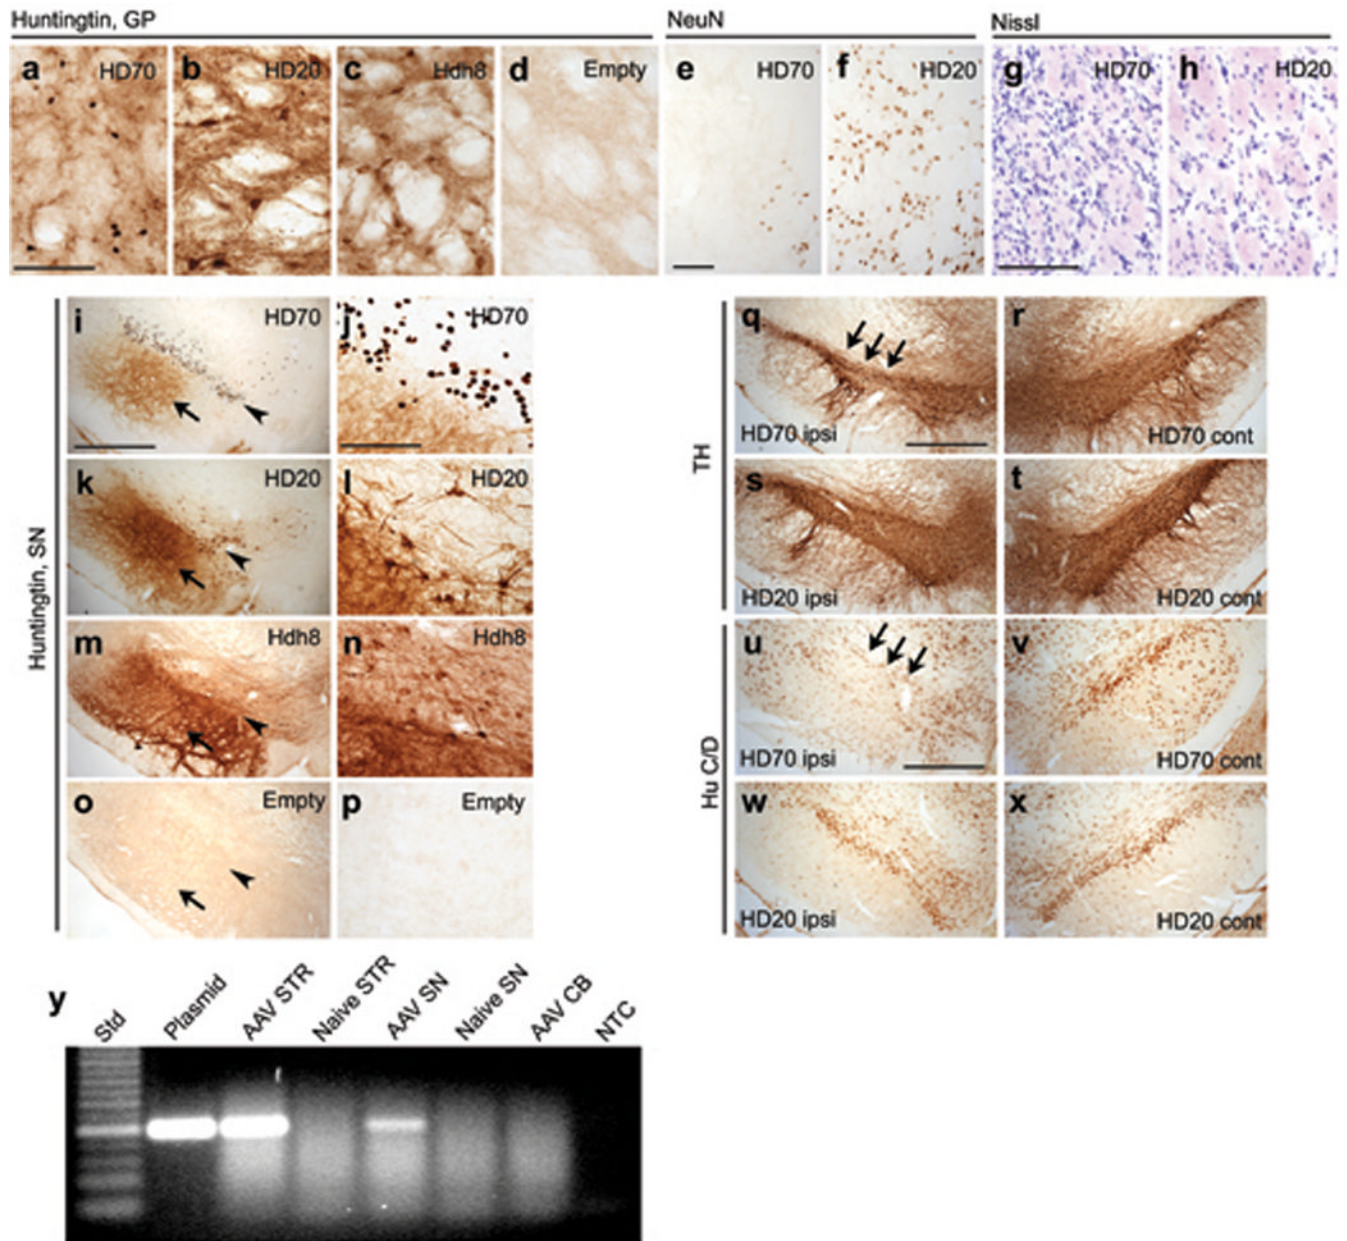 Huntingtin, GP NeuN Nissl
a HD70 b HD20 c Hdh8 d Empty e HD70 f HD20 g HD70 h HD20
Huntingtin, SN
i HD70 j HD70
k HD20 l HD20
m Hdh8 n Hdh8
o Empty p Empty
TH
q HD70 ipsi r HD70 cont
s HD20 ipsi t HD20 cont
Hu C/D
u HD70 ipsi v HD70 cont
w HD20 ipsi x HD20 cont
y
Std Plasmid AAV STR Naive STR AAV SN Naive SN AAV CB NTC